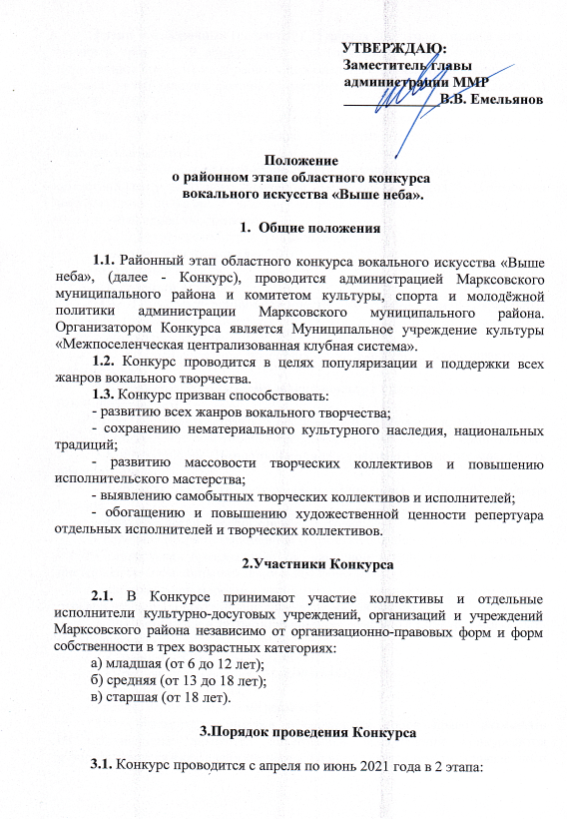 УТВЕРЖДАЮ:
Заместитель главы
администрации ММР
_____________В.В. Емельянов
Положение
о районном этапе областного конкурса
вокального искусства «Выше неба».
1. Общие положения
1.1. Районный этап областного конкурса вокального искусства «Выше
неба», (далее - Конкурс), проводится администрацией Марксовского
муниципального района и комитетом культуры, спорта и молодёжной
политики администрации Марксовского муниципального района.
Организатором Конкурса является Муниципальное учреждение культуры
«Межпоселенческая централизованная клубная система».
1.2. Конкурс проводится в целях популяризации и поддержки всех
жанров вокального творчества.
1.3. Конкурс призван способствовать:
- развитию всех жанров вокального творчества;
- сохранению нематериального культурного наследия, национальных
традиций;
- развитию массовости творческих коллективов и повышению
исполнительского мастерства;
- выявлению самобытных творческих коллективов и исполнителей;
- обогащению и повышению художественной ценности репертуара
отдельных исполнителей и творческих коллективов.
2.Участники Конкурса
2.1. В Конкурсе принимают участие коллективы и отдельные
исполнители культурно-досуговых учреждений, организаций и учреждений
Марксовского района независимо от организационно-правовых форм и форм
собственности в трех возрастных категориях:
а) младшая (от 6 до 12 лет);
б) средняя (от 13 до 18 лет);
в) старшая (от 18 лет).
3.Порядок проведения Конкурса
3.1. Конкурс проводится с апреля по июнь 2021 года в 2 этапа: